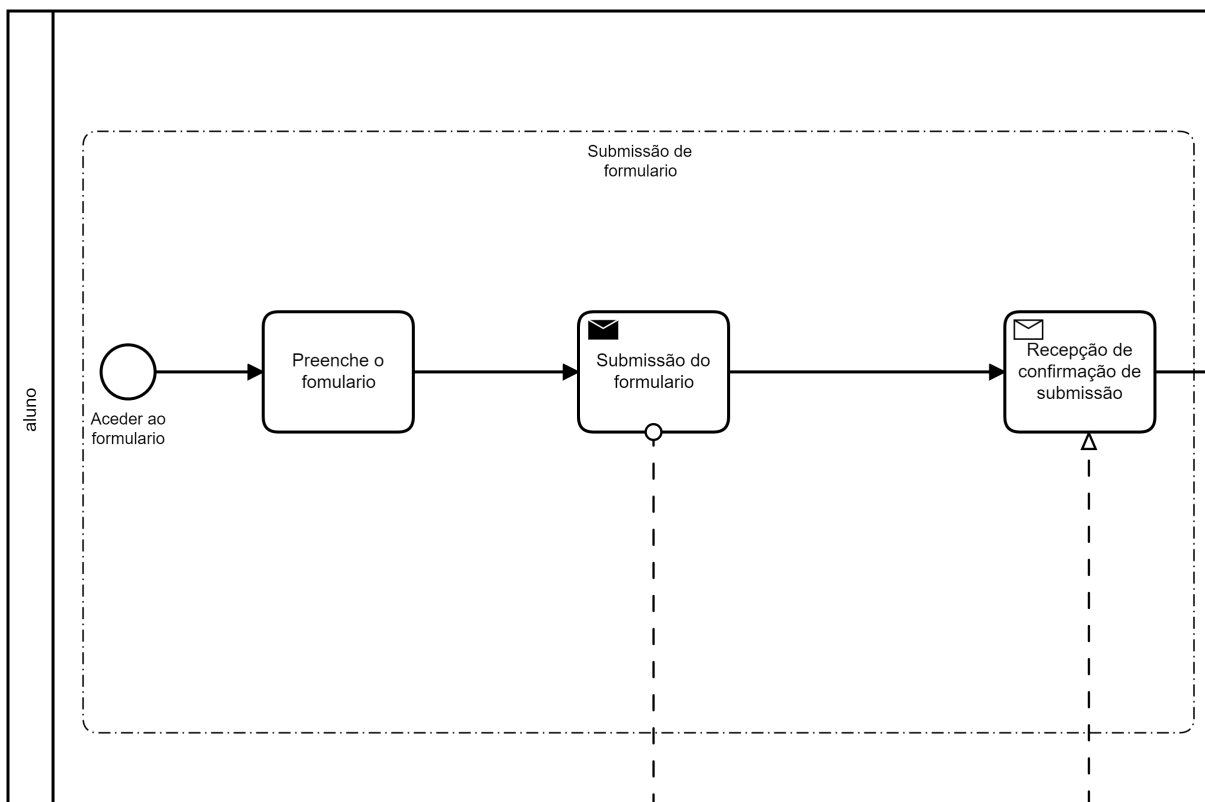 Submissão de
formulario
aluno
Aceder ao
formulario
Preenche o
fomulario
Submissão do
formulario
Recepção de
confirmação de
submissão